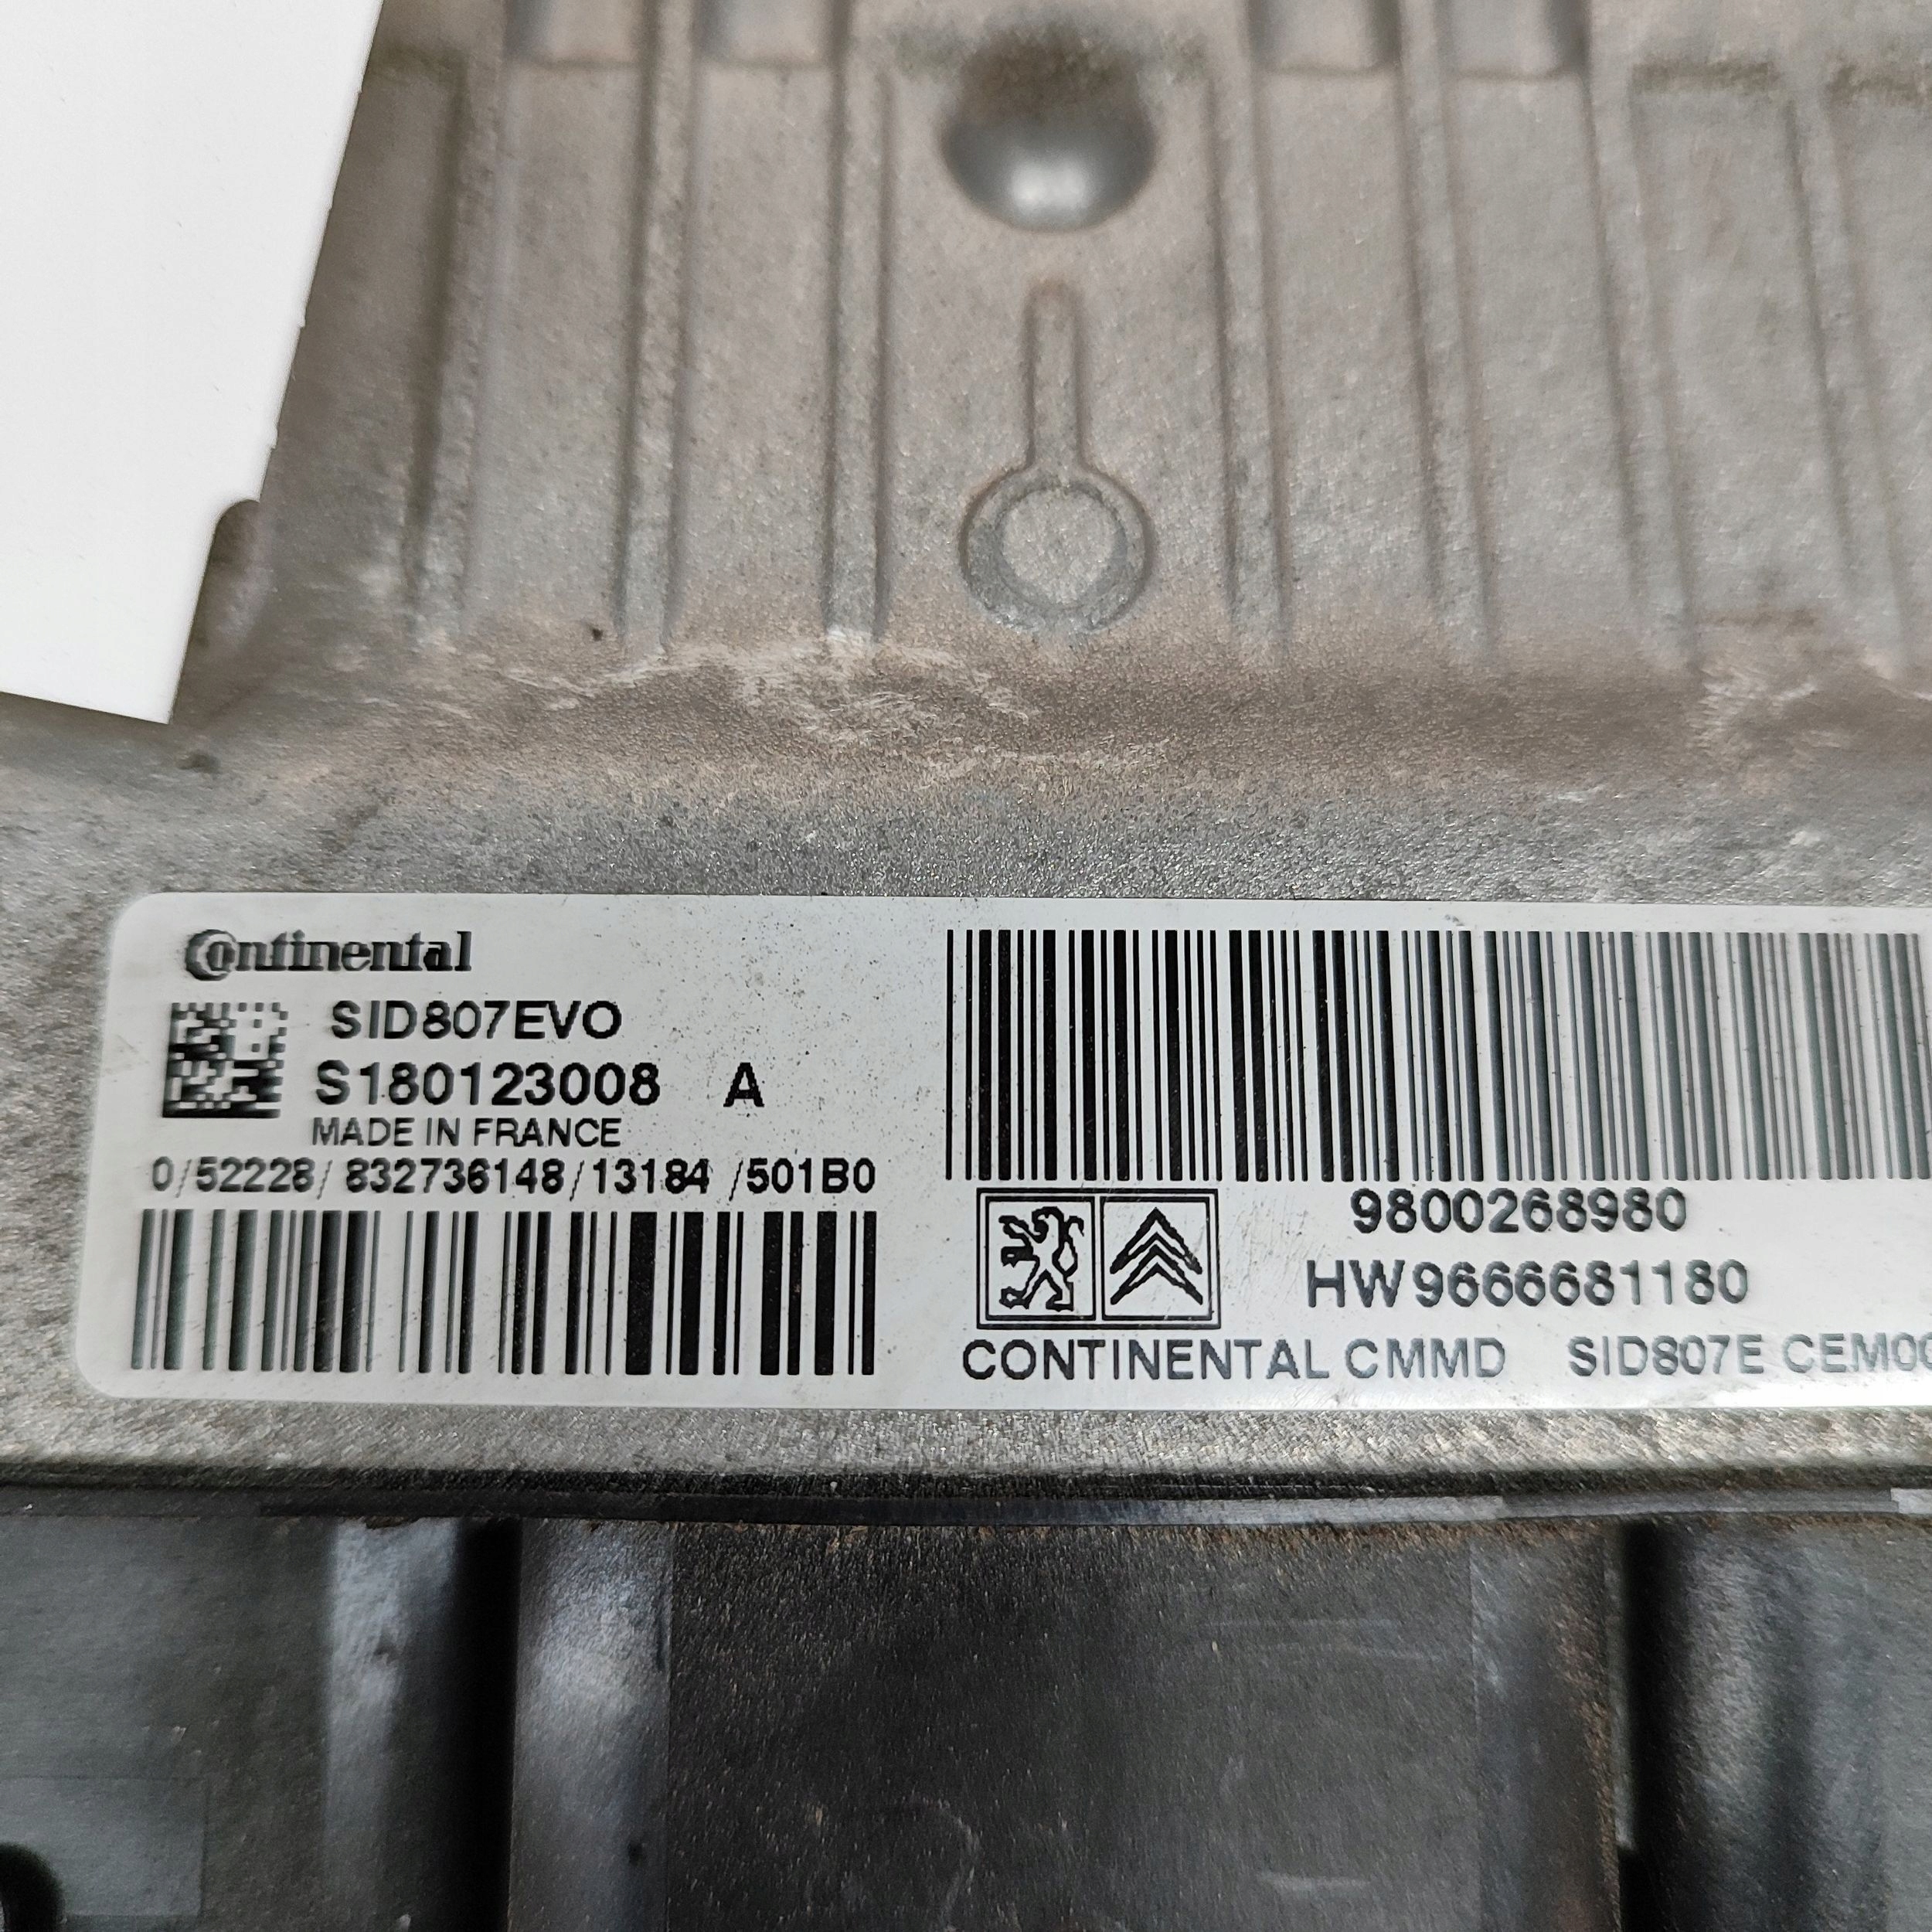 Continental
SID807EVO
S180123008 A
MADE IN FRANCE
0/52228/832736148/13184 /501B0
9800268980
HW9666681180
CONTINENTAL CMMD SID807E